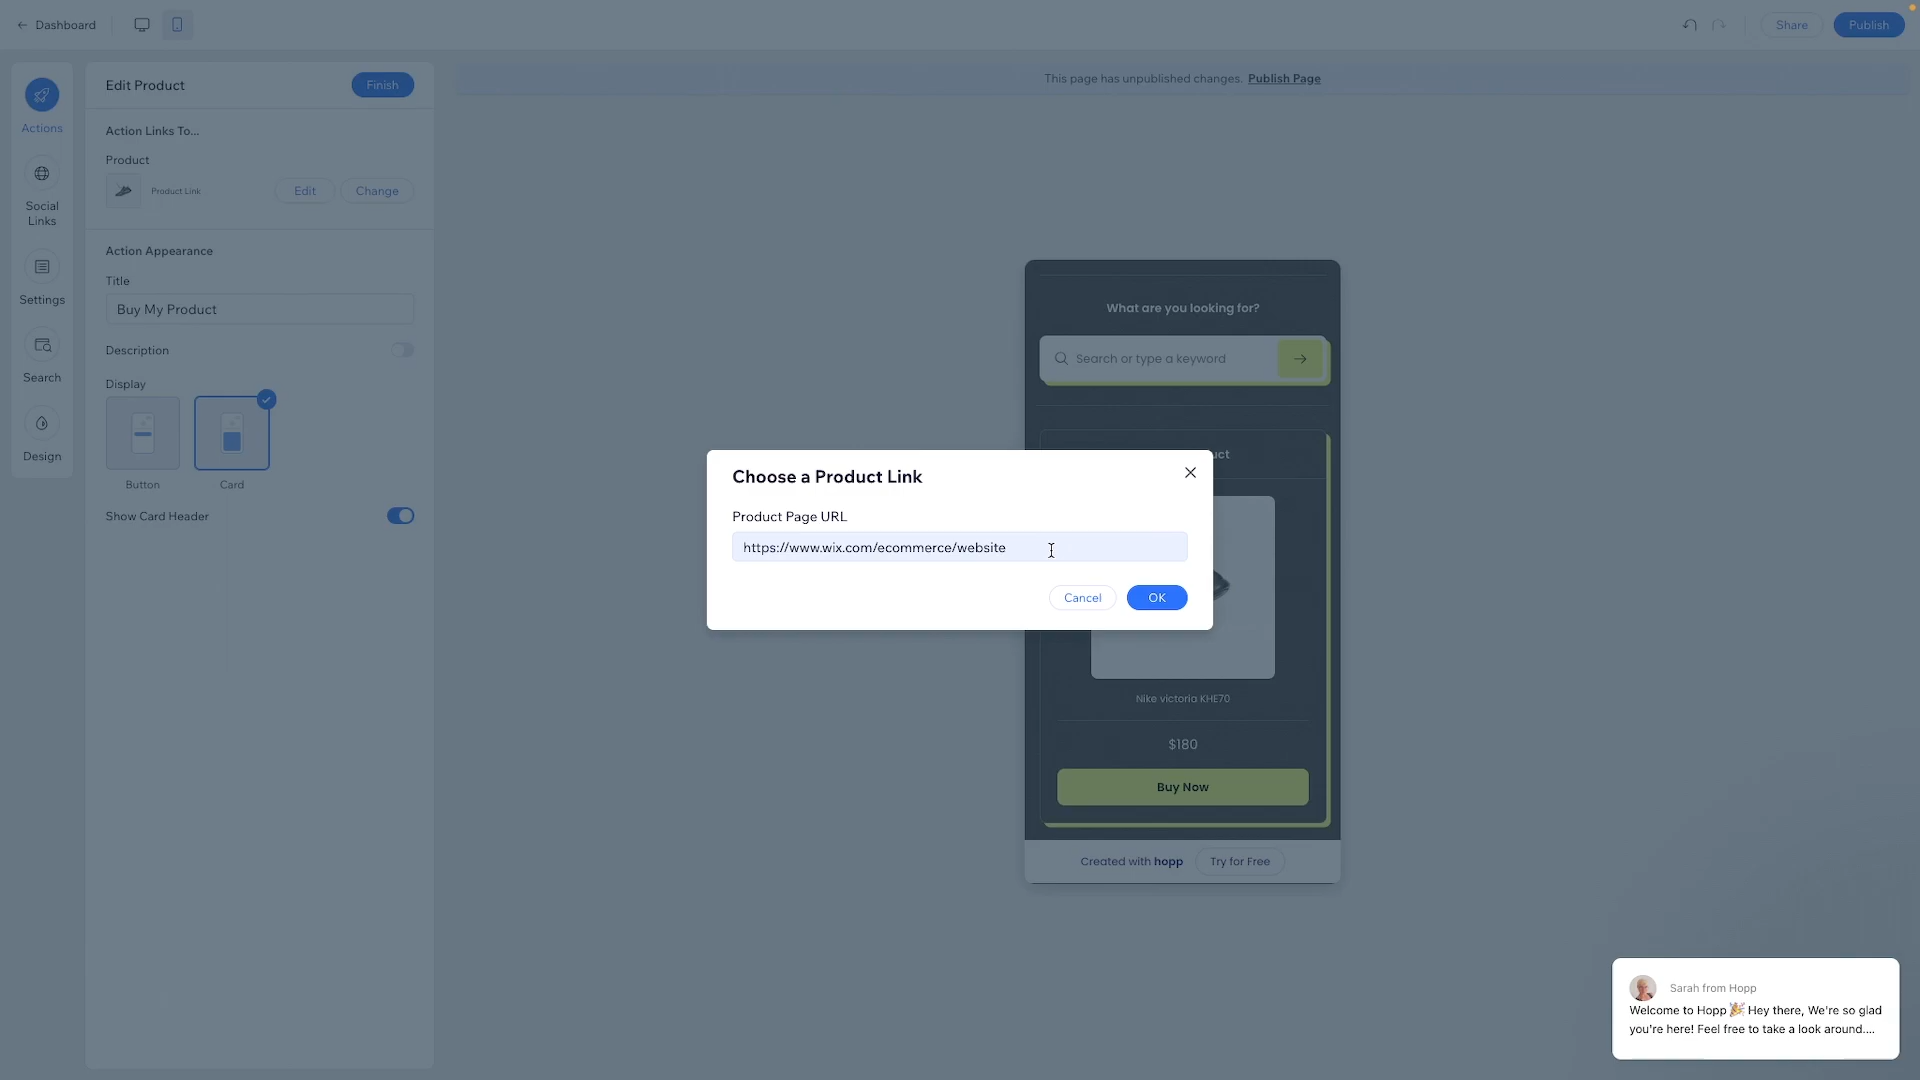 Dashboard
Share
Publish
Actions
Social
Links
Settings
Search
Design
Edit Product
Finish
Action Links To...
Product
Product Link
Edit
Change
Action Appearance
Title
Buy My Product
Description
Display
Button
Card
Show Card Header
This page has unpublished changes. Publish Page
What are you looking for?
Search or type a keyword
Choose a Product Link
Product Page URL
https://www.wix.com/ecommerce/website
Cancel
OK
Nike victoria KHE70
$180
Buy Now
Created with hopp
Try for Free
Sarah from Hopp
Welcome to Hopp 🎉 Hey there, We're so glad
you're here! Feel free to take a look around....